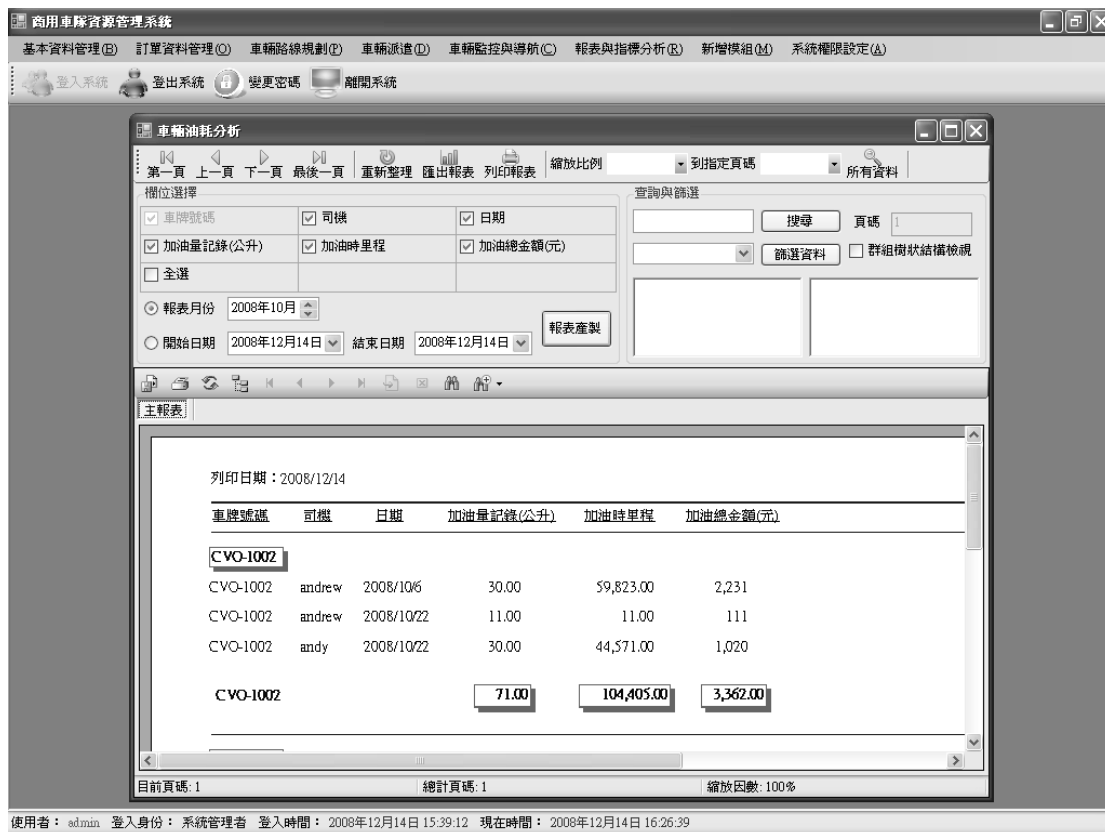 商用車隊資源管理系統
基本資料管理(B) 訂單資料管理(O) 車輛路線規劃(P) 車輛派遣(D) 車輛監控與導航(C) 報表與指標分析(R) 新增模組(M) 系統權限設定(A)
登入系統 登出系統 變更密碼 離開系統
車輛油耗分析
第一頁 上一頁 下一頁 最後一頁 重新整理 匯出報表 列印報表 縮放比例 到指定頁碼 所有資料
欄位選擇 查詢與篩選
車牌號碼 司機 日期 搜尋 頁碼 1
加油量記錄(公升) 加油時里程 加油總金額(元) 篩選資料 群組樹狀結構檢視
全選
報表月份 2008年10月
報表產製
開始日期 2008年12月14日 結束日期 2008年12月14日
主報表
列印日期：2008/12/14
車牌號碼 司機 日期 加油量記錄(公升) 加油時里程 加油總金額(元)
CVO-1002
CVO-1002 andrew 2008/10/6 30.00 59,823.00 2,231
CVO-1002 andrew 2008/10/22 11.00 11.00 111
CVO-1002 andy 2008/10/22 30.00 44,571.00 1,020
CVO-1002 71.00 104,405.00 3,362.00
目前頁碼: 1 總計頁碼: 1 縮放因數: 100%
使用者： admin 登入身份： 系統管理者 登入時間： 2008年12月14日 15:39:12 現在時間： 2008年12月14日 16:26:39